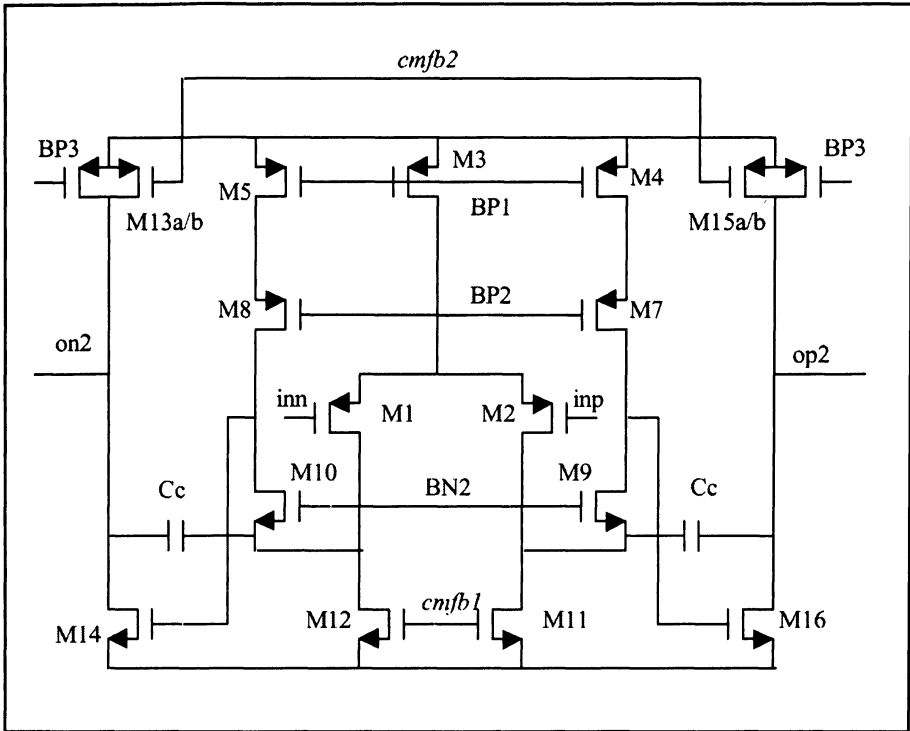 cmfb2
BP3
M5
M3
M4
BP3
M13a/b
BP1
M15a/b
M8
BP2
M7
on2
op2
inn
M1
M2
inp
M10
BN2
M9
Cc
Cc
M14
M12
cmfb1
M11
M16